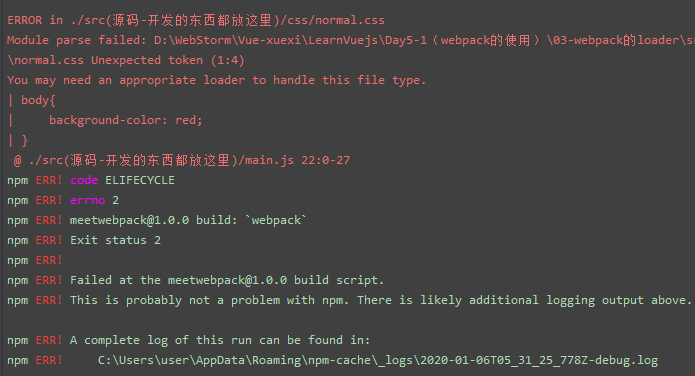 ERROR in ./src(源码-开发的东西都放这里)/css/normal.css
Module parse failed: D:\WebStorm\Vue-xuexi\LearnVuejs\Day5-1（webpack的使用）\03-webpack的loader\sr
\normal.css Unexpected token (1:4)
You may need an appropriate loader to handle this file type.
| body{
|     background-color: red;
| }
 @ ./src(源码-开发的东西都放这里)/main.js 22:0-27
npm ERR! code ELIFECYCLE
npm ERR! errno 2
npm ERR! meetwebpack@1.0.0 build: `webpack`
npm ERR! Exit status 2
npm ERR!
npm ERR! Failed at the meetwebpack@1.0.0 build script.
npm ERR! This is probably not a problem with npm. There is likely additional logging output above.
npm ERR! A complete log of this run can be found in:
npm ERR!     C:\Users\user\AppData\Roaming\npm-cache\_logs\2020-01-06T05_31_25_778Z-debug.log